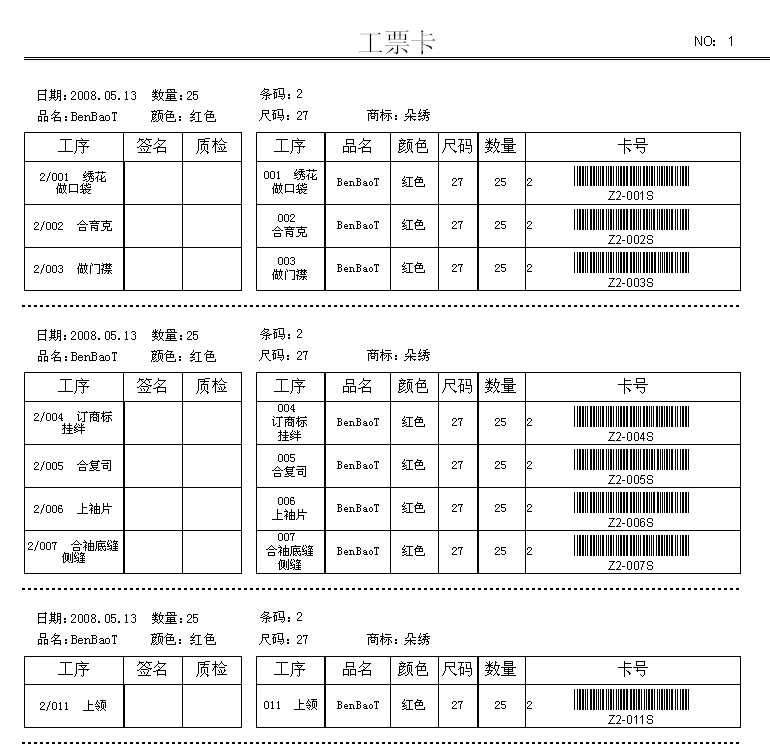 工票卡
NO: 1
日期:2008.05.13 数量:25 条码:2
品名:BenBaoT 颜色: 红色 尺码: 27 商标: 朵绣
工序 签名 质检 工序 品名 颜色 尺码 数量 卡号
2/001 绣花做口袋 001 绣花做口袋 BenBaoT 红色 27 25 2 Z2-001S
2/002 合育克 002 合育克 BenBaoT 红色 27 25 2 Z2-002S
2/003 做门襟 003 做门襟 BenBaoT 红色 27 25 2 Z2-003S
日期:2008.05.13 数量:25 条码:2
品名:BenBaoT 颜色: 红色 尺码: 27 商标: 朵绣
工序 签名 质检 工序 品名 颜色 尺码 数量 卡号
2/004 订商标挂绊 004 订商标挂绊 BenBaoT 红色 27 25 2 Z2-004S
2/005 合复司 005 合复司 BenBaoT 红色 27 25 2 Z2-005S
2/006 上袖片 006 上袖片 BenBaoT 红色 27 25 2 Z2-006S
2/007 合袖底缝侧缝 007 合袖底缝侧缝 BenBaoT 红色 27 25 2 Z2-007S
日期:2008.05.13 数量:25 条码:2
品名:BenBaoT 颜色: 红色 尺码: 27 商标: 朵绣
工序 签名 质检 工序 品名 颜色 尺码 数量 卡号
2/011 上领 011 上领 BenBaoT 红色 27 25 2 Z2-011S